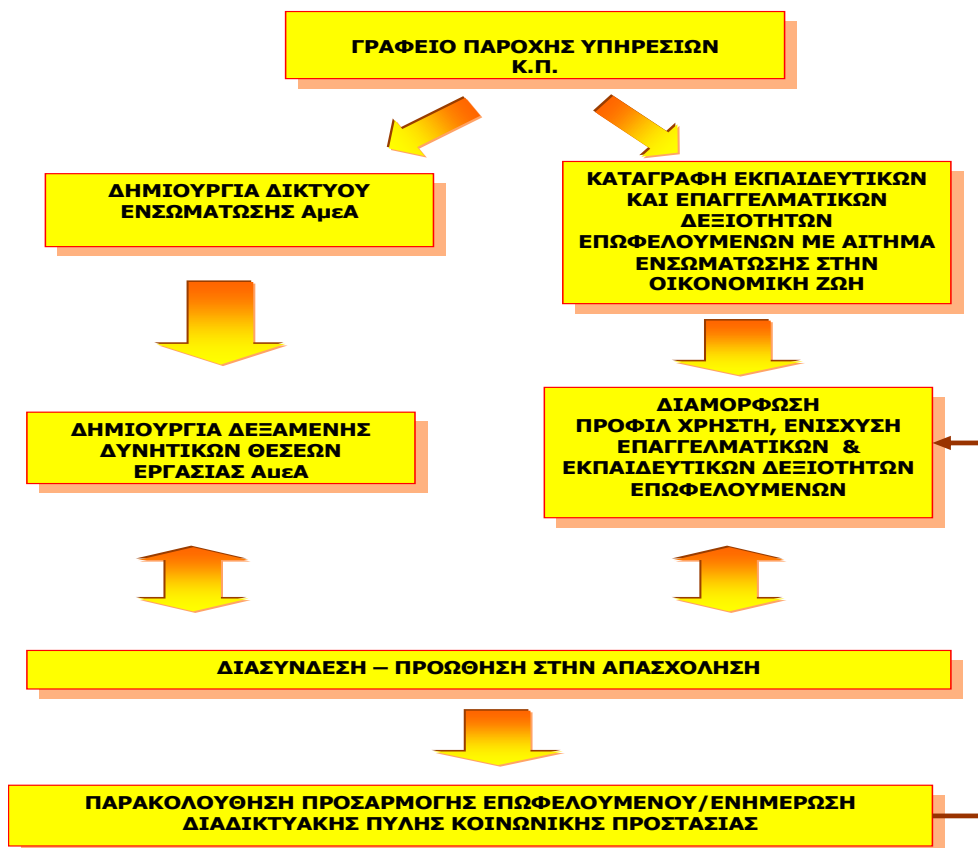 ΓΡΑΦΕΙΟ ΠΑΡΟΧΗΣ ΥΠΗΡΕΣΙΩΝ
Κ.Π.
ΔΗΜΙΟΥΡΓΙΑ ΔΙΚΤΥΟΥ
ΕΝΣΩΜΑΤΩΣΗΣ ΑμεΑ
ΚΑΤΑΓΡΑΦΗ ΕΚΠΑΙΔΕΥΤΙΚΩΝ
ΚΑΙ ΕΠΑΓΓΕΛΜΑΤΙΚΩΝ
ΔΕΞΙΟΤΗΤΩΝ
ΕΠΩΦΕΛΟΥΜΕΝΩΝ ΜΕ ΑΙΤΗΜΑ
ΕΝΣΩΜΑΤΩΣΗΣ ΣΤΗΝ
ΟΙΚΟΝΟΜΙΚΗ ΖΩΗ
ΔΗΜΙΟΥΡΓΙΑ ΔΕΞΑΜΕΝΗΣ
ΔΥΝΗΤΙΚΩΝ ΘΕΣΕΩΝ
ΕΡΓΑΣΙΑΣ ΑμεΑ
ΔΙΑΜΟΡΦΩΣΗ
ΠΡΟΦΙΛ ΧΡΗΣΤΗ, ΕΝΙΣΧΥΣΗ
ΕΠΑΓΓΕΛΜΑΤΙΚΩΝ &
ΕΚΠΑΙΔΕΥΤΙΚΩΝ ΔΕΞΙΟΤΗΤΩΝ
ΕΠΩΦΕΛΟΥΜΕΝΩΝ
ΔΙΑΣΥΝΔΕΣΗ – ΠΡΟΩΘΗΣΗ ΣΤΗΝ ΑΠΑΣΧΟΛΗΣΗ
ΠΑΡΑΚΟΛΟΥΘΗΣΗ ΠΡΟΣΑΡΜΟΓΗΣ ΕΠΩΦΕΛΟΥΜΕΝΟΥ/ΕΝΗΜΕΡΩΣΗ
ΔΙΑΔΙΚΤΥΑΚΗΣ ΠΥΛΗΣ ΚΟΙΝΩΝΙΚΗΣ ΠΡΟΣΤΑΣΙΑΣ